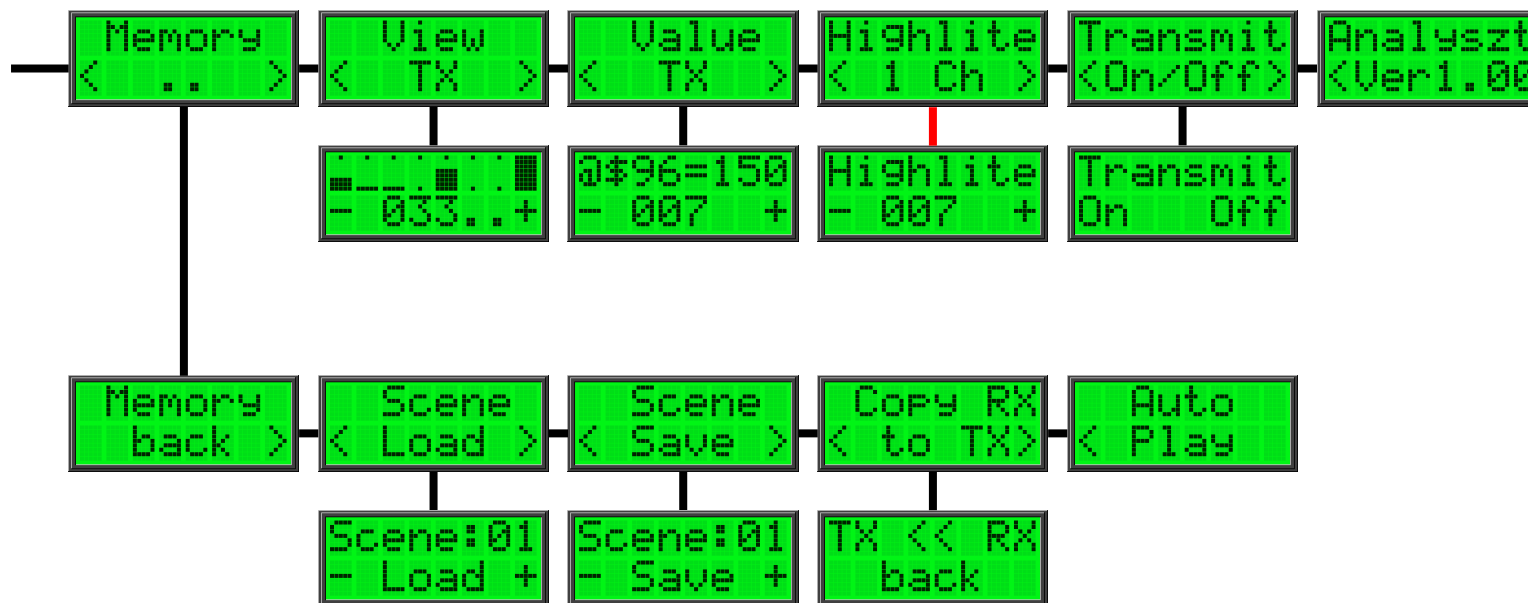 Memory
< .. >
View
< TX >
Value
< TX >
Highlite
< 1 Ch >
Transmit
<On/Off>
Analyszt
<Ver1.00
- 033..+
@$96=150
- 007 +
Highlite
- 007 +
Transmit
On Off
Memory
back >
Scene
< Load >
Scene
< Save >
Copy RX
< to TX>
Auto
< Play
Scene:01
- Load +
Scene:01
- Save +
TX << RX
back